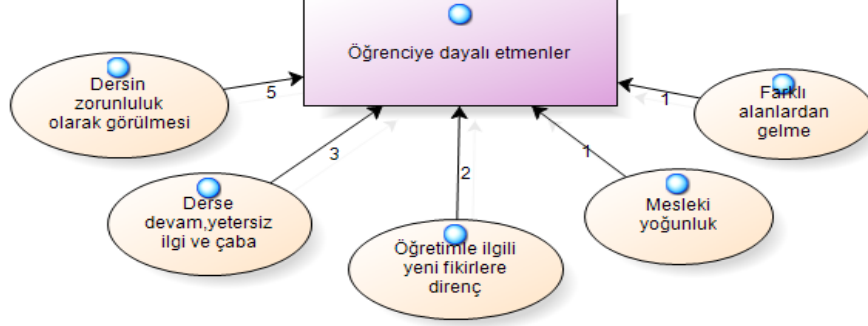 Öğrenciye dayalı etmenler
Dersin
zorunluluk
olarak görülmesi
5
Derse
devam,yetersiz
ilgi ve çaba
3
Öğretimle ilgili
yeni fikirlere
direnç
2
Mesleki
yoğunluk
1
Farklı
alanlardan
gelme
1